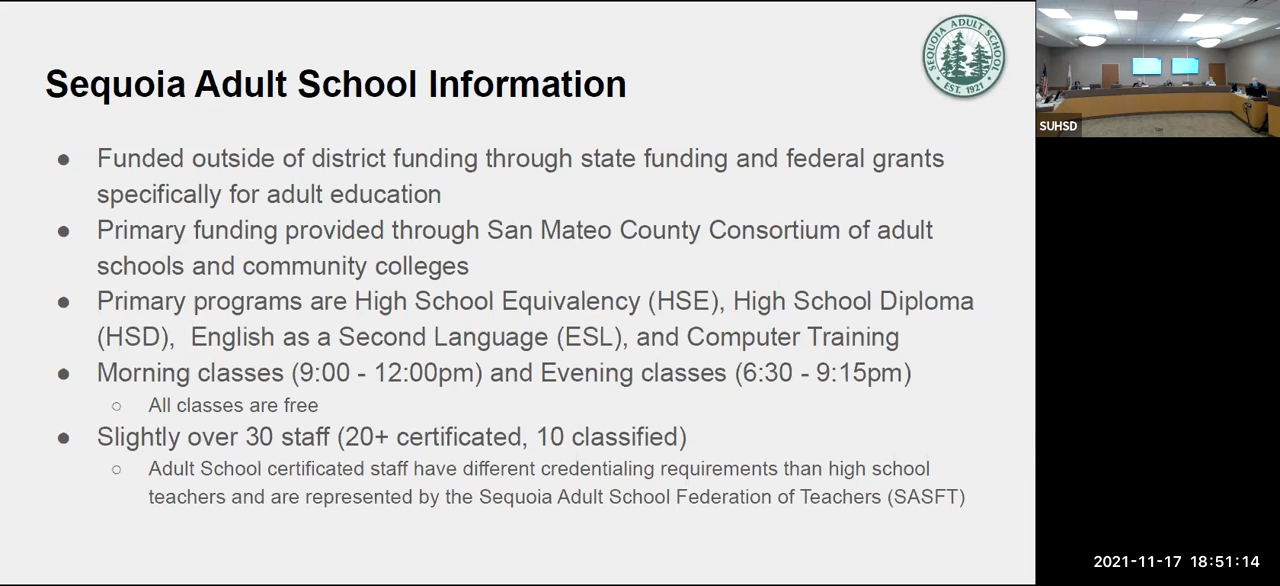 Sequoia Adult School Information
SEQUOIA ADULT SCHOOL
EST. 1921
● Funded outside of district funding through state funding and federal grants
specifically for adult education
● Primary funding provided through San Mateo County Consortium of adult
schools and community colleges
● Primary programs are High School Equivalency (HSE), High School Diploma
(HSD),  English as a Second Language (ESL), and Computer Training
● Morning classes (9:00 - 12:00pm) and Evening classes (6:30 - 9:15pm)
○ All classes are free
● Slightly over 30 staff (20+ certificated, 10 classified)
○ Adult School certificated staff have different credentialing requirements than high school
teachers and are represented by the Sequoia Adult School Federation of Teachers (SASFT)
SUHSD
2021-11-17 18:51:14